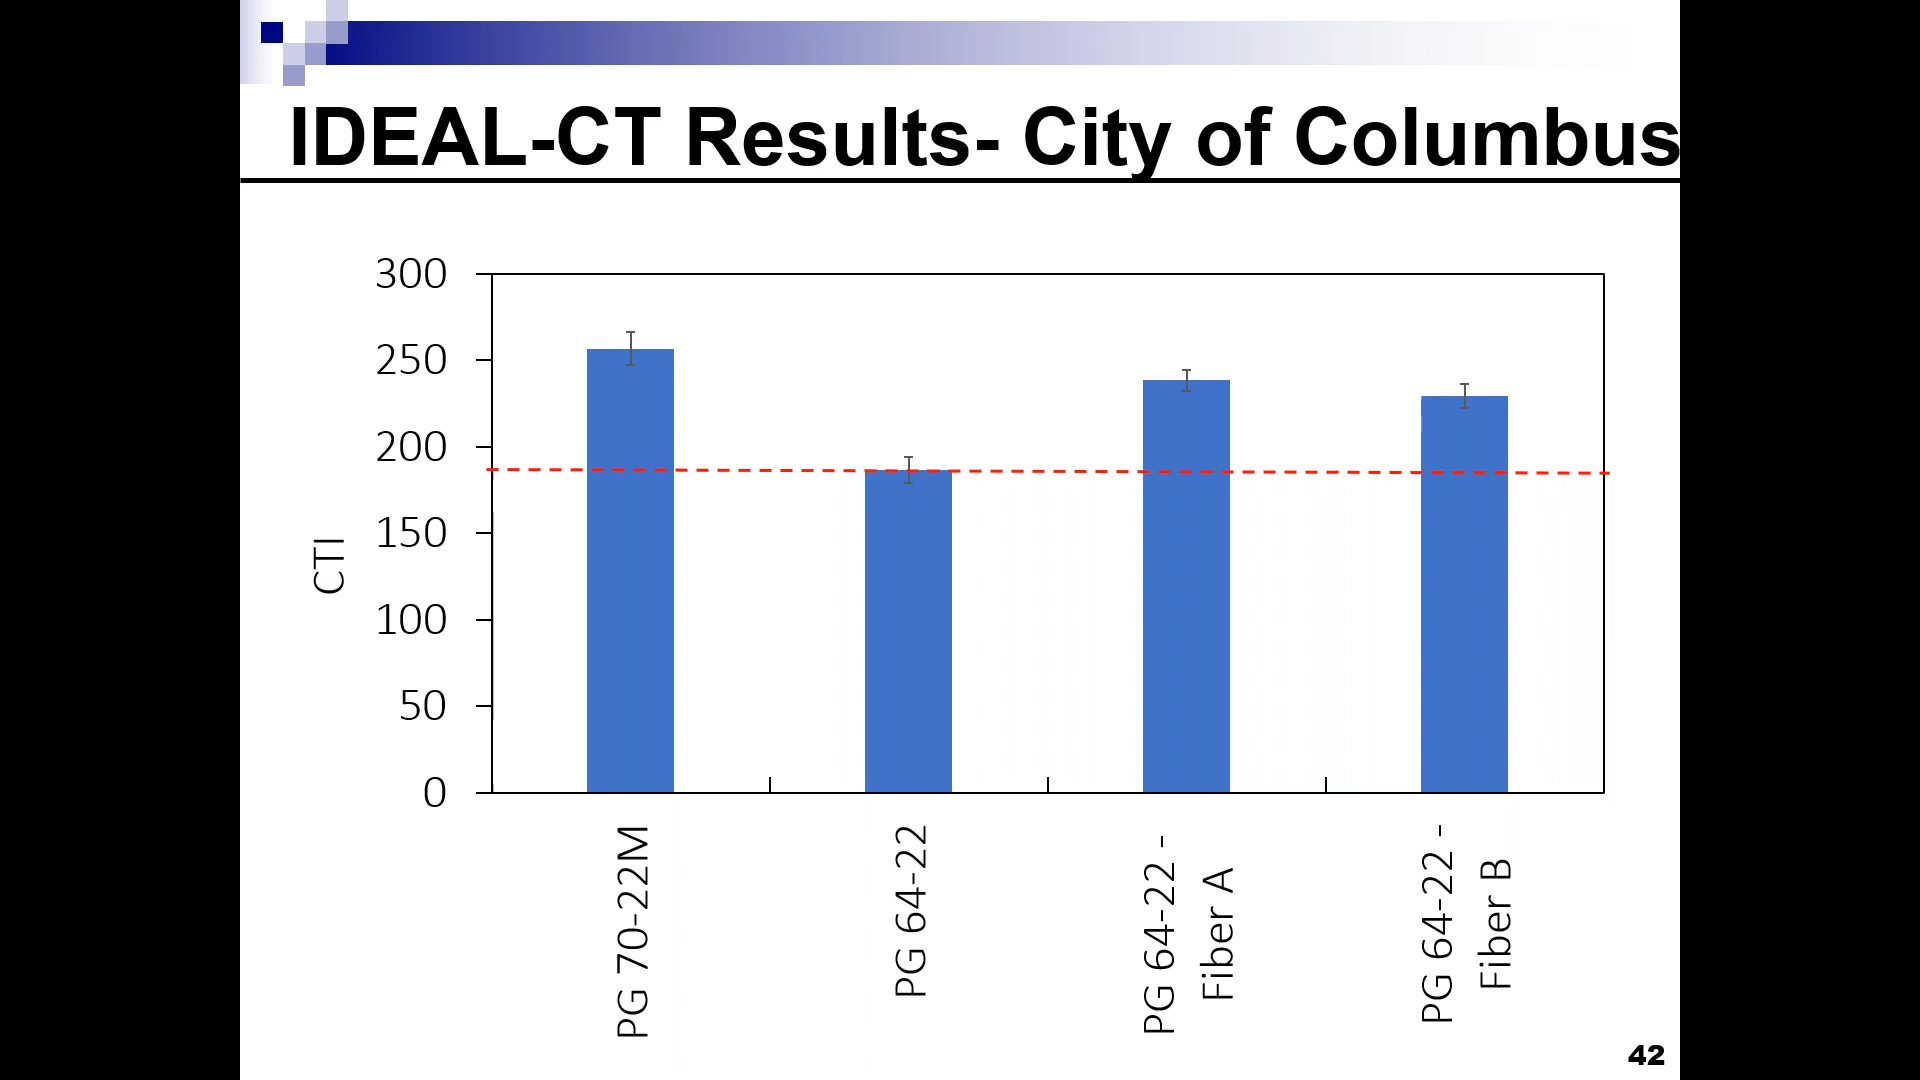 IDEAL-CT Results- City of Columbus
300
250
200
150
100
50
0
CTI
PG 70-22M
PG 64-22
PG 64-22 -
Fiber A
PG 64-22 -
Fiber B
42